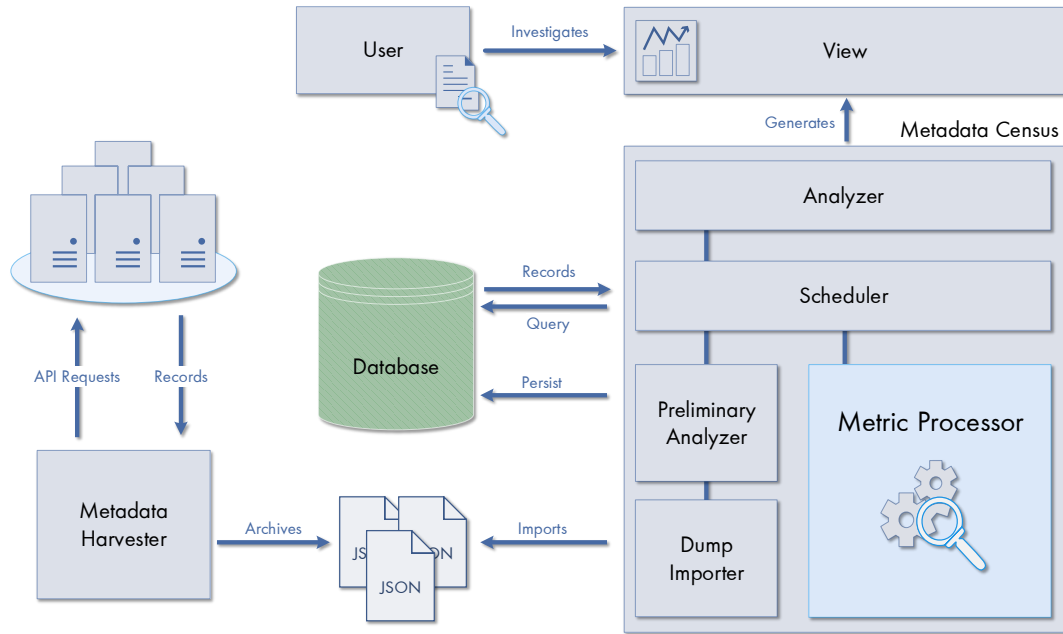 User
Investigates
View
Generates
Metadata Census
Analyzer
Scheduler
Records
Query
Database
Persist
API Requests
Records
Preliminary
Analyzer
Metric Processor
Metadata
Harvester
Archives
JSON
Imports
Dump
Importer